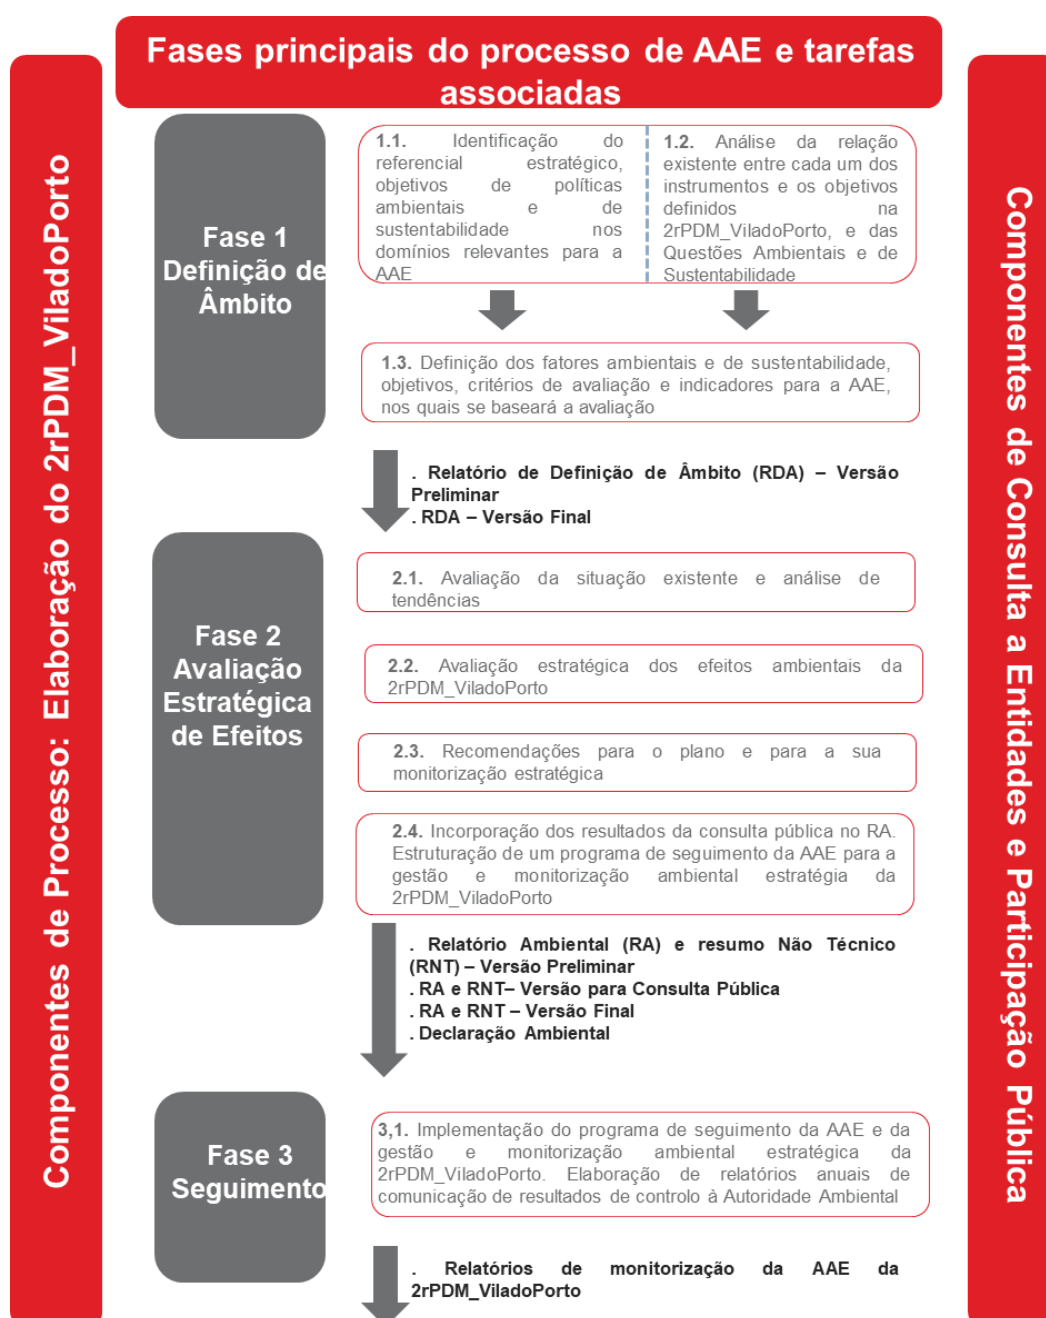 Fases principais do processo de AAE e tarefas
associadas
Componentes de Processo: Elaboração do 2rPDM_ViladoPorto
Fase 1
Definição de
Âmbito
1.1. Identificação do
referencial estratégico,
objetivos de políticas
ambientais e de
sustentabilidade nos
domínios relevantes para a
AAE
1.2. Análise da relação
existente entre cada um dos
instrumentos e os objetivos
definidos na
2rPDM_ViladoPorto, e das
Questões Ambientais e de
Sustentabilidade
1.3. Definição dos fatores ambientais e de sustentabilidade,
objetivos, critérios de avaliação e indicadores para a AAE,
nos quais se baseará a avaliação
. Relatório de Definição de Âmbito (RDA) – Versão
Preliminar
. RDA – Versão Final
Fase 2
Avaliação
Estratégica
de Efeitos
2.1. Avaliação da situação existente e análise de
tendências
2.2. Avaliação estratégica dos efeitos ambientais da
2rPDM_ViladoPorto
2.3. Recomendações para o plano e para a sua
monitorização estratégica
2.4. Incorporação dos resultados da consulta pública no RA.
Estruturação de um programa de seguimento da AAE para a
gestão e monitorização ambiental estratégia da
2rPDM_ViladoPorto
. Relatório Ambiental (RA) e resumo Não Técnico
(RNT) – Versão Preliminar
. RA e RNT– Versão para Consulta Pública
. RA e RNT – Versão Final
. Declaração Ambiental
Fase 3
Seguimento
3,1. Implementação do programa de seguimento da AAE e da
gestão e monitorização ambiental estratégica da
2rPDM_ViladoPorto. Elaboração de relatórios anuais de
comunicação de resultados de controlo à Autoridade Ambiental
. Relatórios de monitorização da AAE da
2rPDM_ViladoPorto
Componentes de Consulta a Entidades e Participação Pública